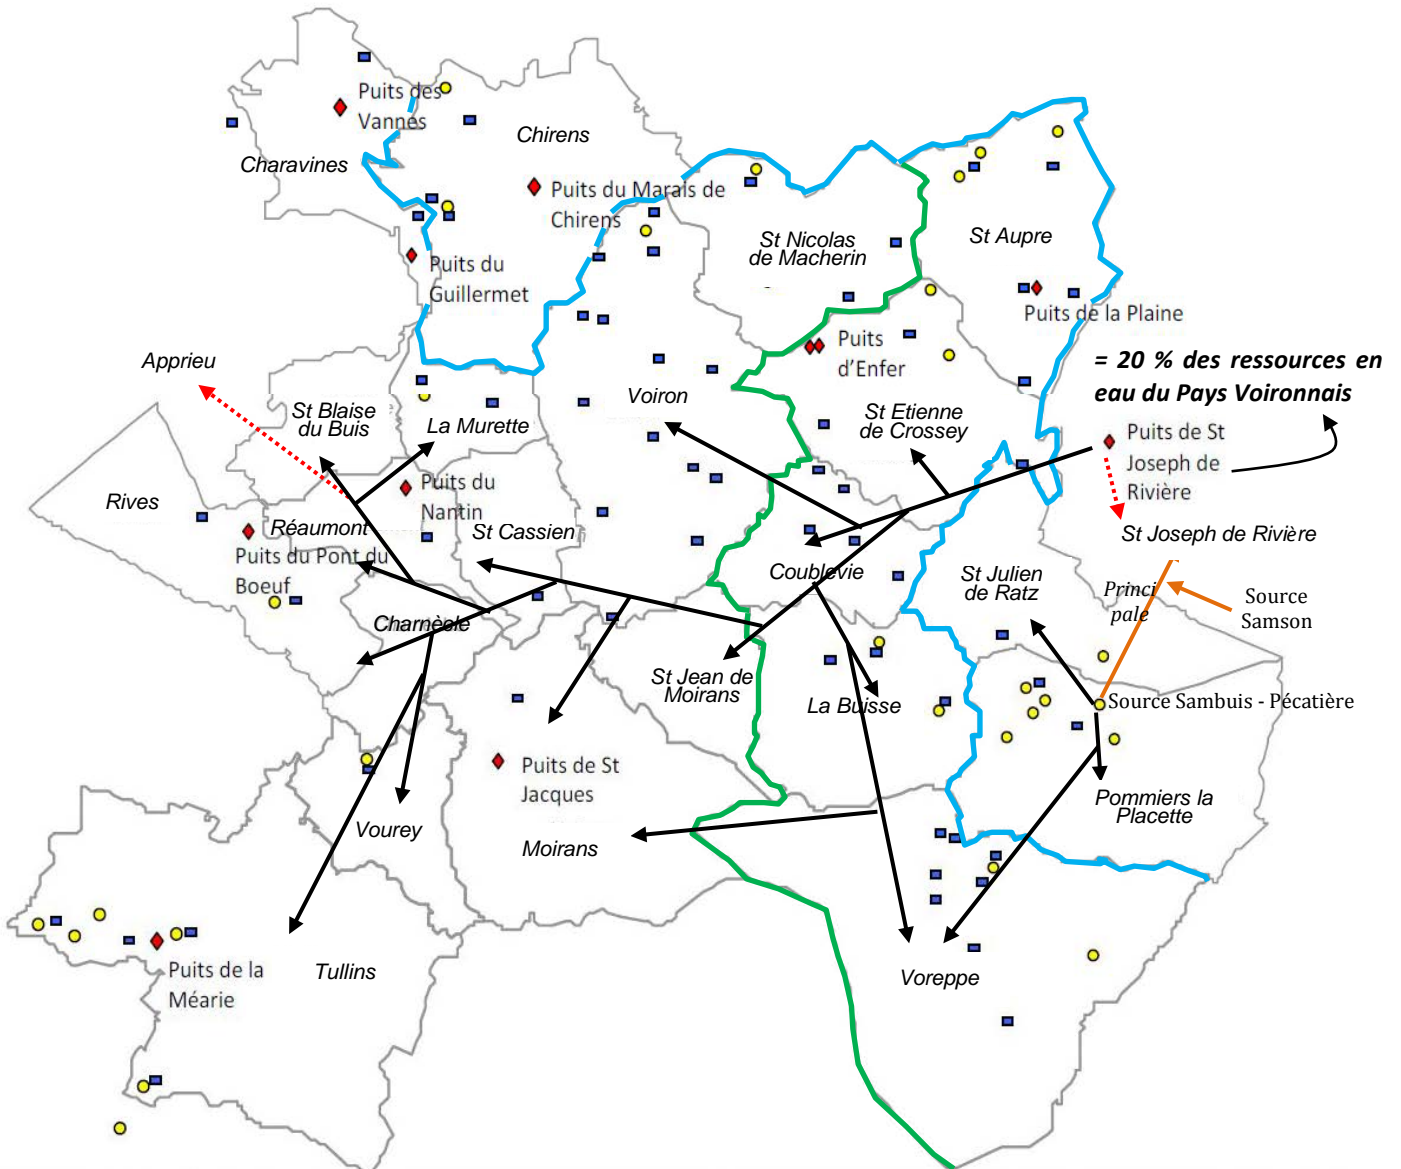 Puits des
Vannes
Charavines
Chirens
Puits du Marais de
Chirens
Puits du
Guillermet
St Nicolas
de Macherin
St Aupre
Puits de la Plaine
Puits
d’Enfer
= 20 % des ressources en
eau du Pays Voironnais
Apprieu
St Blaise
du Buis
La Murette
Voiron
St Etienne
de Crossey
Puits de St
Joseph de
Rivière
Rives
Réaumont
Puits du
Nantin
St Cassien
St Joseph de Rivière
Puits du Pont du
Boeuf
Coublevie
St Julien
de Ratz
Princi
pale
Source
Samson
Charnècle
St Jean de
Moirans
La Buisse
Source Sambuis - Pécatière
Puits de St
Jacques
Pommiers la
Placette
Vourey
Moirans
Puits de la
Méarie
Tullins
Voreppe